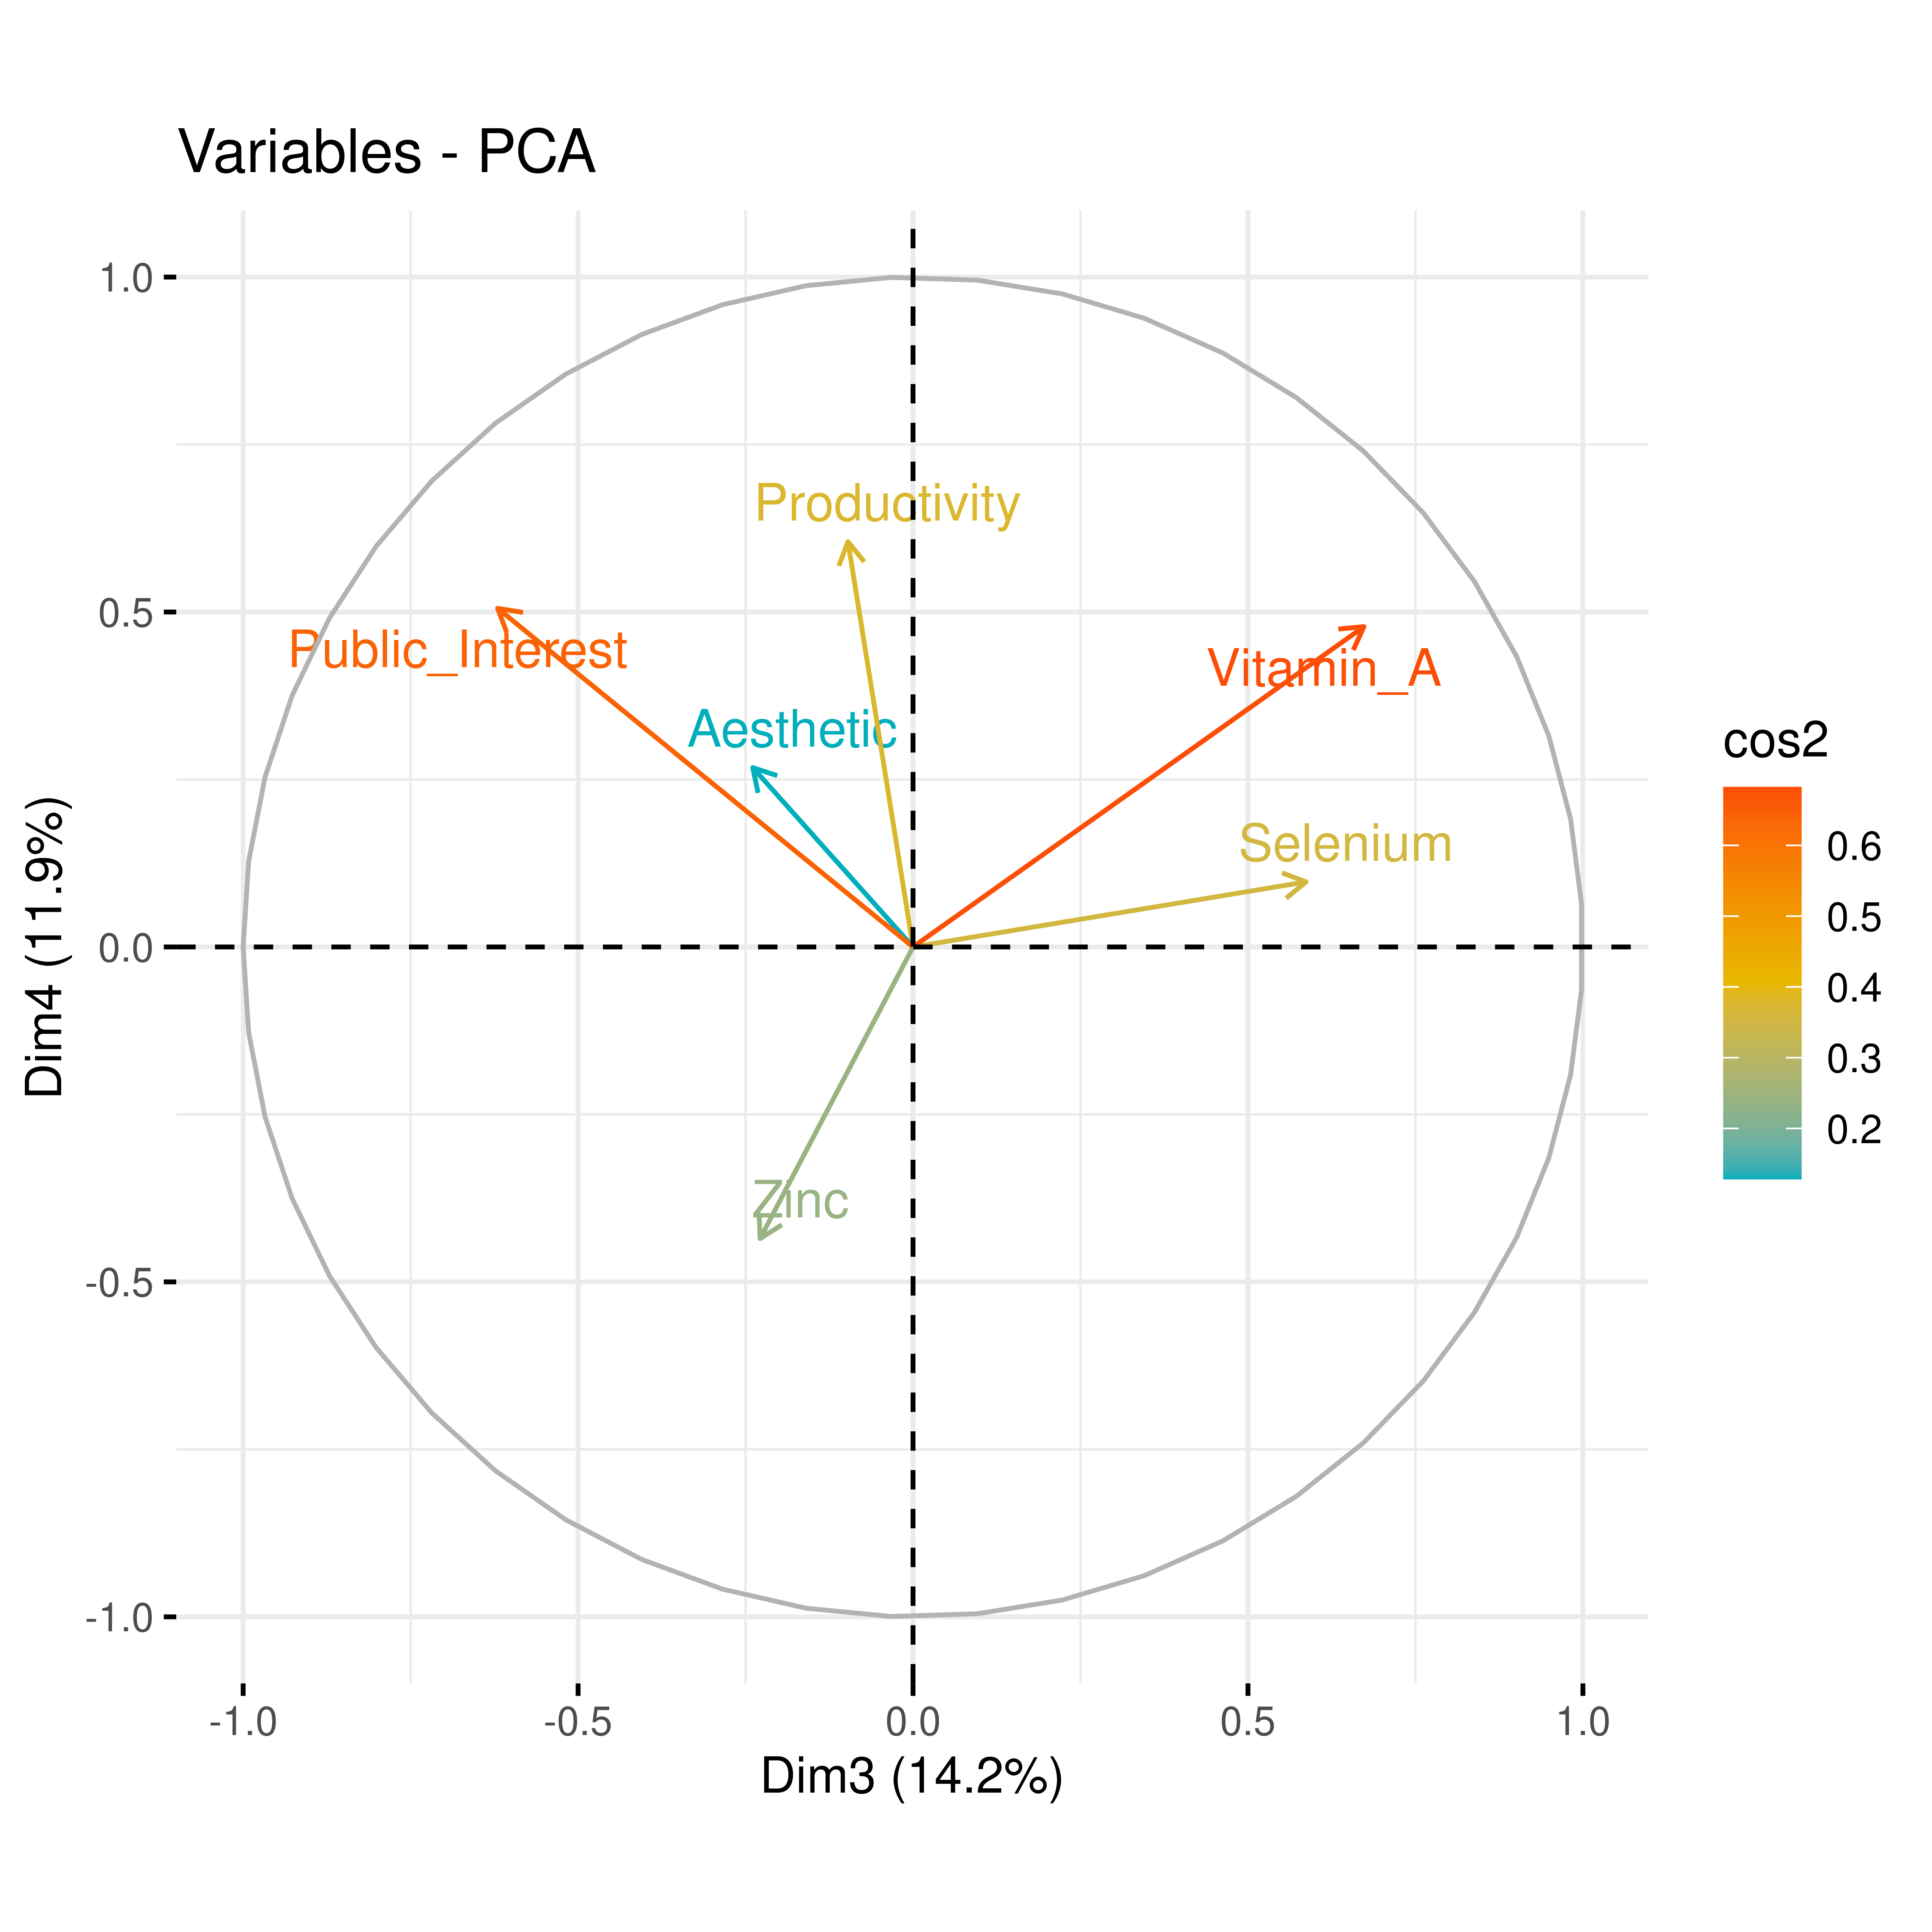 Variables - PCA
1.0
0.5
0.0
-0.5
-1.0
Dim4 (11.9%)
Productivity
Public_Interest
Vitamin_A
Aesthetic
Selenium
Zinc
-1.0
-0.5
0.0
0.5
1.0
Dim3 (14.2%)
cos2
0.6
0.5
0.4
0.3
0.2